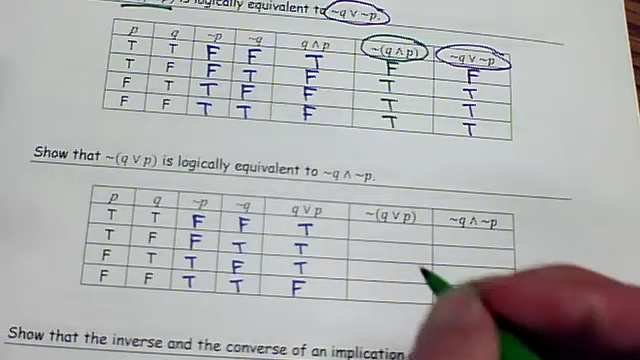 ) is logically equivalent to ~q ∨ ~p.
p q ~p ~q q ∧ p ~(q ∧ p) ~q ∨ ~p
T T F F T F F
T F F T F T T
F T T F F T T
F F T T F T T
Show that ~(q ∨ p) is logically equivalent to ~q ∧ ~p.
p q ~p ~q q ∨ p ~(q ∨ p) ~q ∧ ~p
T T F F T
T F F T T
F T T F T
F F T T F
Show that the inverse and the converse of an implication